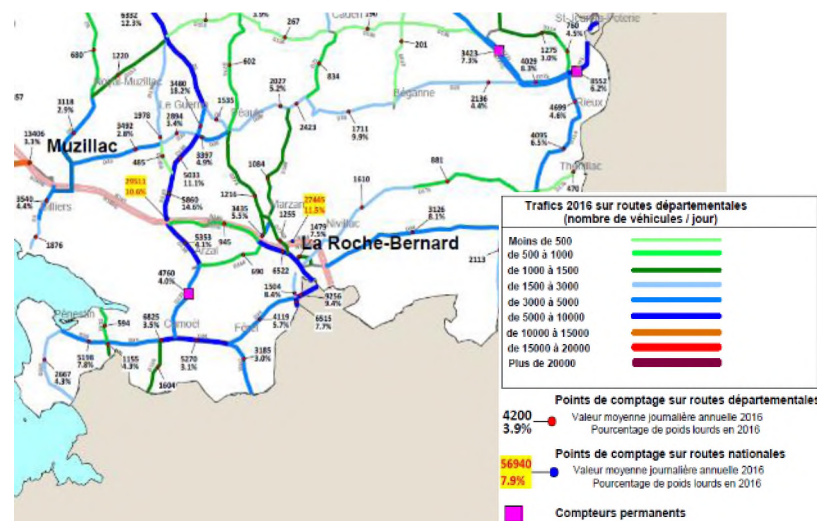 6332
12.3%
3.9%
Caden
267
201
St-Jacut-
760
4.5%
1275
3.0%
3423
7.3%
4029
6.3%
8552
6.2%
680
1220
Noyal-Muzillac
602
834
3460
18.2%
2027
5.2%
Béganne
2136
4.4%
Rieux
4699
4.6%
3118
2.9%
Le Guerno
1535
1978
2894
3.4%
Péaule
2423
1711
9.9%
4095
6.5%
13406
3.3%
Muzillac
3492
2.8%
485
3397
4.9%
5033
11.1%
1084
881
Théhillac
470
29511
10.6%
5860
14.6%
1216
Marzan
27445
11.5%
1610
3540
4.4%
Billiers
3435
5.5%
1255
1479
7.5%
Nivillac
3126
8.1%
1876
5353
4.1%
Arzal
945
La Roche-Bernard
690
6522
2113
4760
4.0%
1504
8.4%
9256
9.4%
Pénestin
594
6825
3.5%
Camoël
Férel
4119
5.7%
6515
7.7%
5198
7.8%
1155
4.3%
5270
3.1%
3185
3.0%
2667
4.3%
1604
Trafics 2016 sur routes départementales
(nombre de véhicules / jour)
Moins de 500
de 500 à 1000
de 1000 à 1500
de 1500 à 3000
de 3000 à 5000
de 5000 à 10000
de 10000 à 15000
de 15000 à 20000
Plus de 20000
Points de comptage sur routes départementales
4200
3.9%
Valeur moyenne journalière annuelle 2016
Pourcentage de poids lourds en 2016
Points de comptage sur routes nationales
56940
7.9%
Valeur moyenne journalière annuelle 2016
Pourcentage de poids lourds en 2016
Compteurs permanents